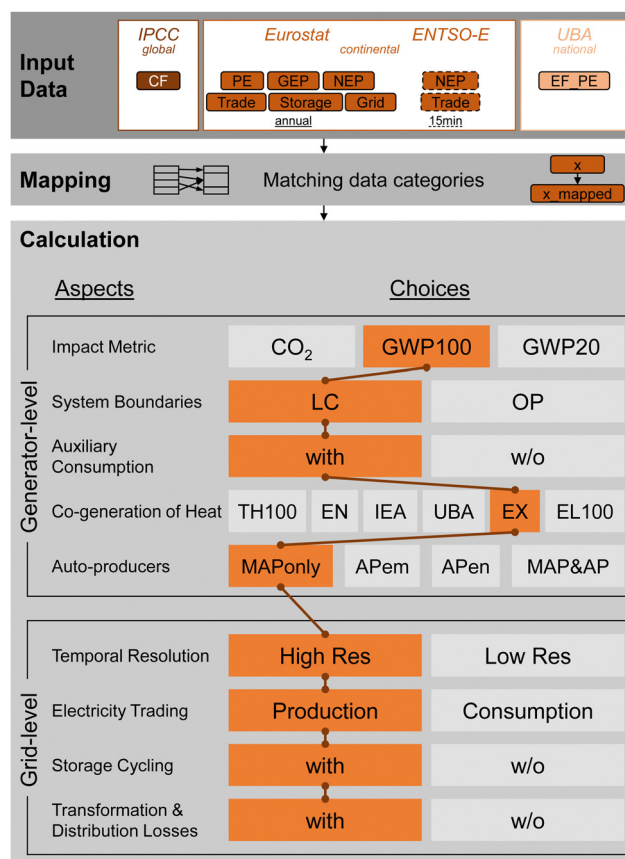 IPCC
global
Eurostat
ENTSO-E
continental
UBA
national
Input
Data
CF
PE GEP NEP
NEP
EF_PE
Trade Storage Grid
Trade
annual
15min
Mapping
Matching data categories
x
x_mapped
Calculation
Aspects
Choices
Generator-level
Impact Metric
CO₂ GWP100 GWP20
System Boundaries
LC OP
Auxiliary
Consumption
with w/o
Co-generation of Heat
TH100 EN IEA UBA EX EL100
Auto-producers
MAPonly APem APen MAP&AP
Grid-level
Temporal Resolution
High Res Low Res
Electricity Trading
Production Consumption
Storage Cycling
with w/o
Transformation &
Distribution Losses
with w/o